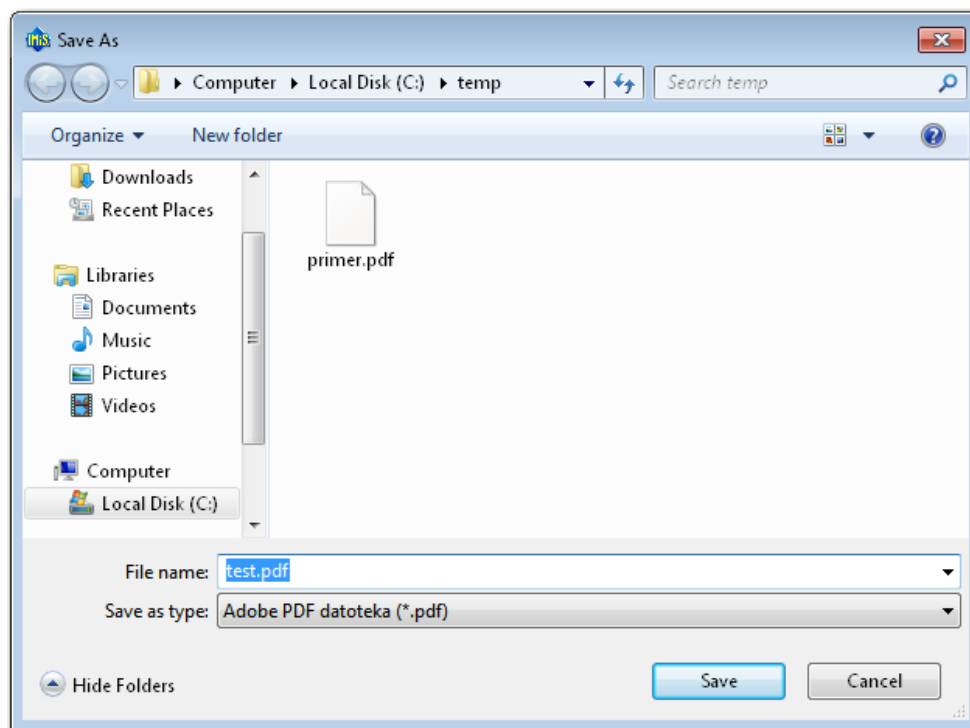 IMiS Save As
Computer Local Disk (C:) temp Search temp
Organize New folder
Downloads
Recent Places
Libraries
Documents
Music
Pictures
Videos
Computer
Local Disk (C:)
primer.pdf
File name: test.pdf
Save as type: Adobe PDF datoteka (*.pdf)
Hide Folders Save Cancel